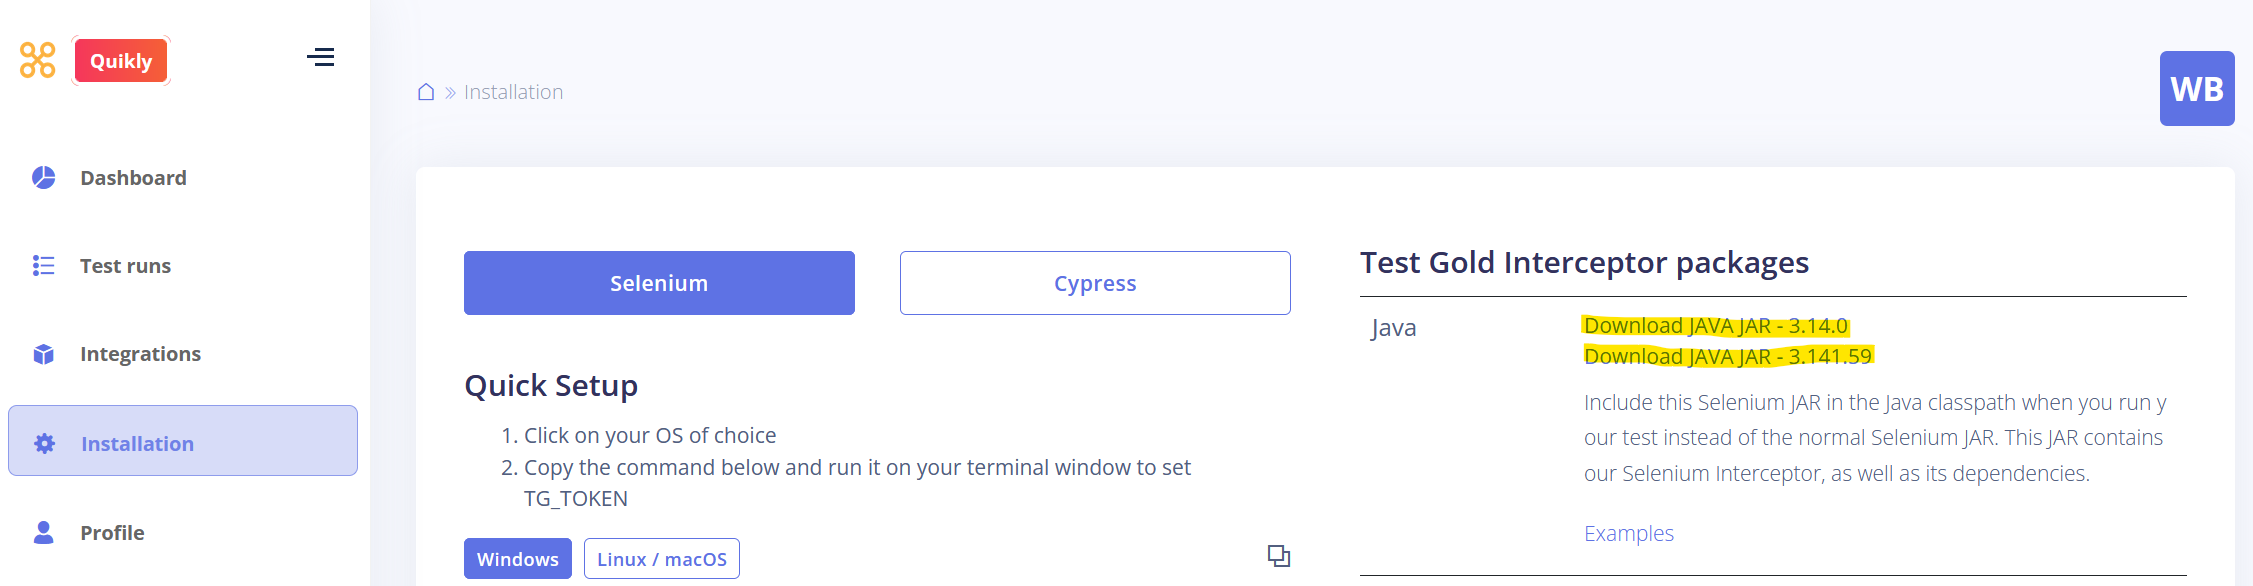 Quikly
Dashboard
Test runs
Integrations
Installation
Profile
Installation
WB
Selenium
Cypress
Quick Setup
1. Click on your OS of choice
2. Copy the command below and run it on your terminal window to set
TG_TOKEN
Windows
Linux / macOS
Test Gold Interceptor packages
Java
Download JAVA JAR - 3.14.0
Download JAVA JAR - 3.141.59
Include this Selenium JAR in the Java classpath when you run y
our test instead of the normal Selenium JAR. This JAR contains
our Selenium Interceptor, as well as its dependencies.
Examples